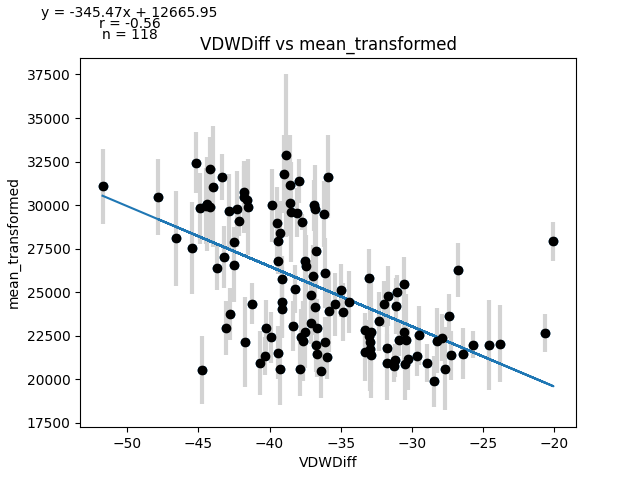 y = -345.47x + 12665.95
r = -0.56
n = 118
VDWDiff vs mean_transformed
mean_transformed
37500
35000
32500
30000
27500
25000
22500
20000
17500
−50 −45 −40 −35 −30 −25 −20
VDWDiff